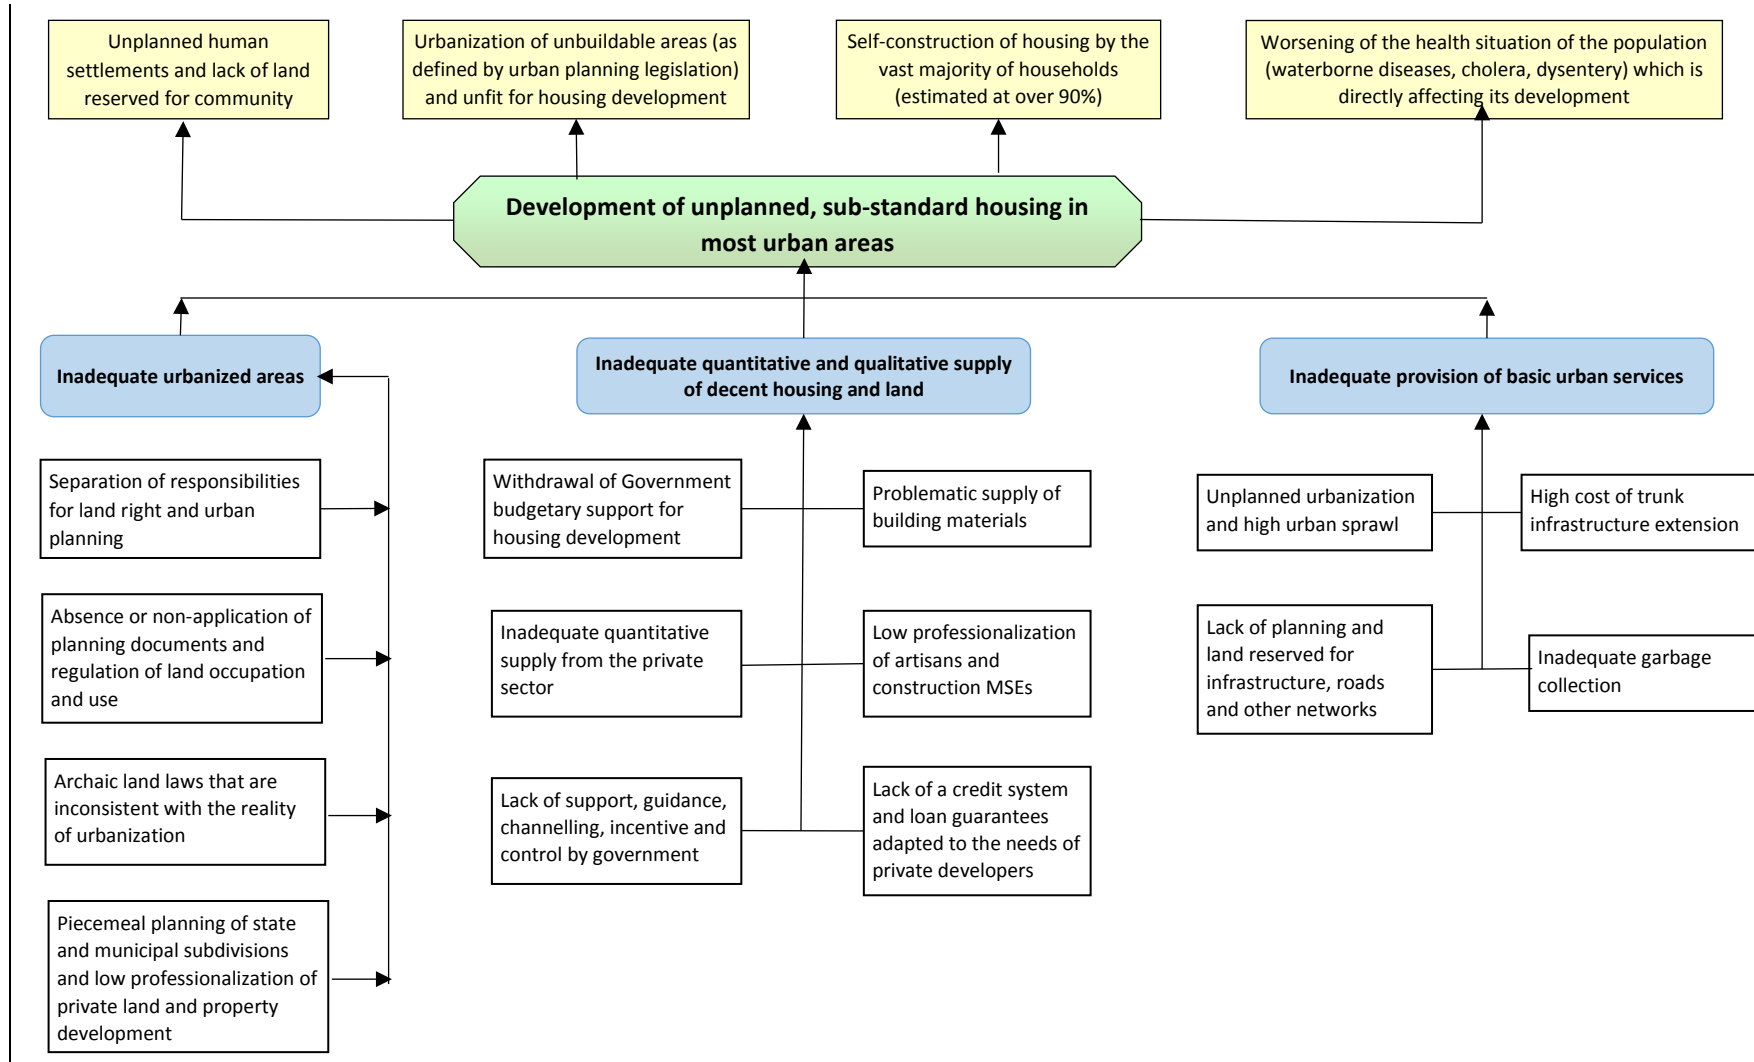 Unplanned human
settlements and lack of land
reserved for community
Urbanization of unbuildable areas (as
defined by urban planning legislation)
and unfit for housing development
Self-construction of housing by the
vast majority of households
(estimated at over 90%)
Worsening of the health situation of the population
(waterborne diseases, cholera, dysentery) which is
directly affecting its development
Development of unplanned, sub-standard housing in
most urban areas
Inadequate urbanized areas
Inadequate quantitative and qualitative supply
of decent housing and land
Inadequate provision of basic urban services
Separation of responsibilities
for land right and urban
planning
Absence or non-application of
planning documents and
regulation of land occupation
and use
Archaic land laws that are
inconsistent with the reality
of urbanization
Piecemeal planning of state
and municipal subdivisions
and low professionalization of
private land and property
development
Withdrawal of Government
budgetary support for
housing development
Problematic supply of
building materials
Inadequate quantitative
supply from the private
sector
Low professionalization
of artisans and
construction MSEs
Lack of support, guidance,
channelling, incentive and
control by government
Lack of a credit system
and loan guarantees
adapted to the needs of
private developers
Unplanned urbanization
and high urban sprawl
High cost of trunk
infrastructure extension
Lack of planning and
land reserved for
infrastructure, roads
and other networks
Inadequate garbage
collection